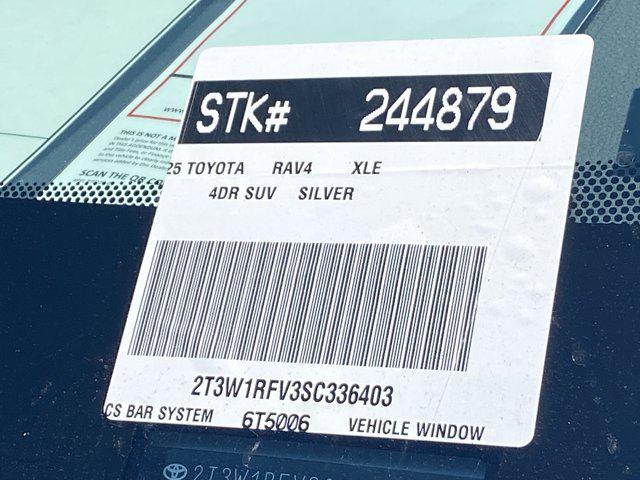 www
THIS IS NOT A M
SCAN THE QR CO
STK# 244879
25 TOYOTA RAV4 XLE
4DR SUV SILVER
2T3W1RFV3SC336403
CS BAR SYSTEM 6T5006 VEHICLE WINDOW